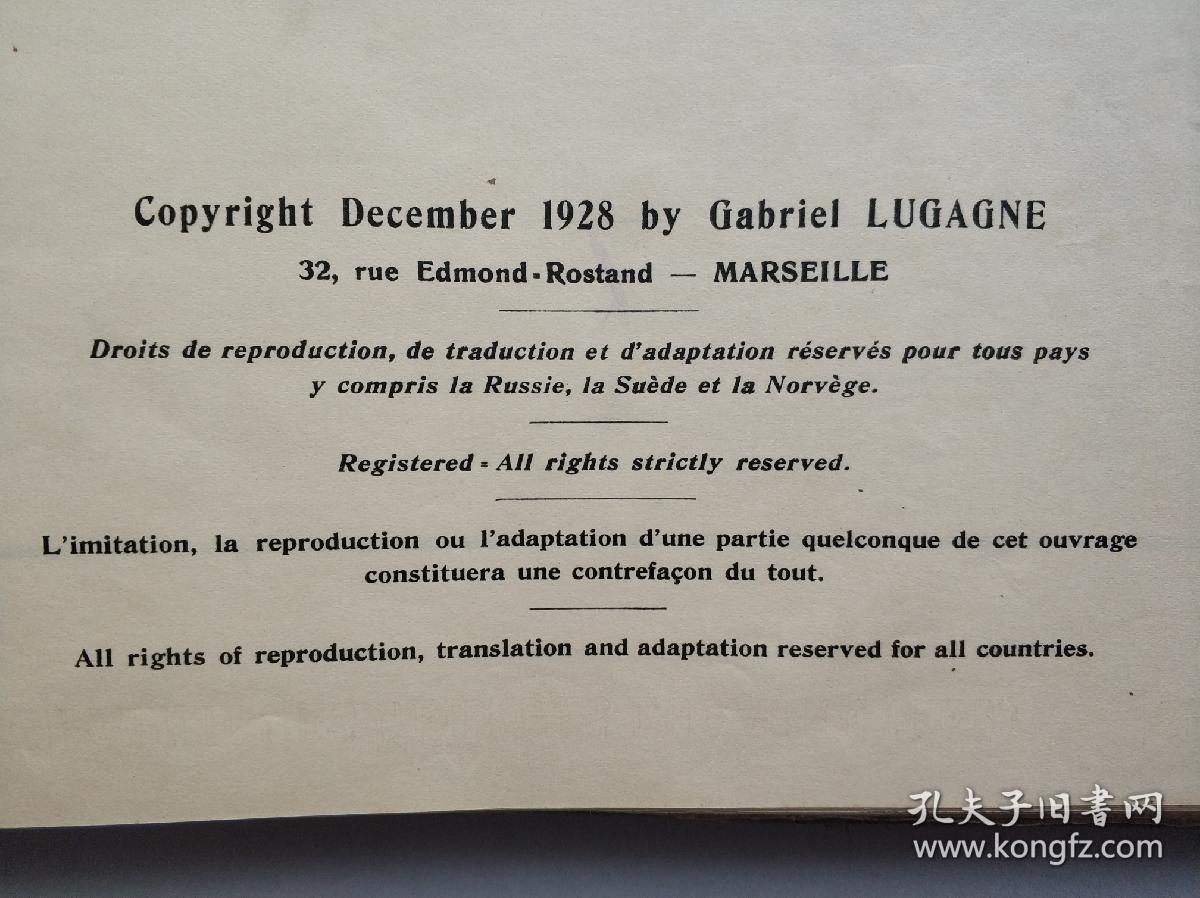 Copyright December 1928 by Gabriel LUGAGNE
32, rue Edmond-Rostand — MARSEILLE
Droits de reproduction, de traduction et d'adaptation réservés pour tous pays
y compris la Russie, la Suède et la Norvège.
Registered = All rights strictly reserved.
L'imitation, la reproduction ou l'adaptation d'une partie quelconque de cet ouvrage
constituera une contrefaçon du tout.
All rights of reproduction, translation and adaptation reserved for all countries.
孔夫子旧书网
www.kongfz.com